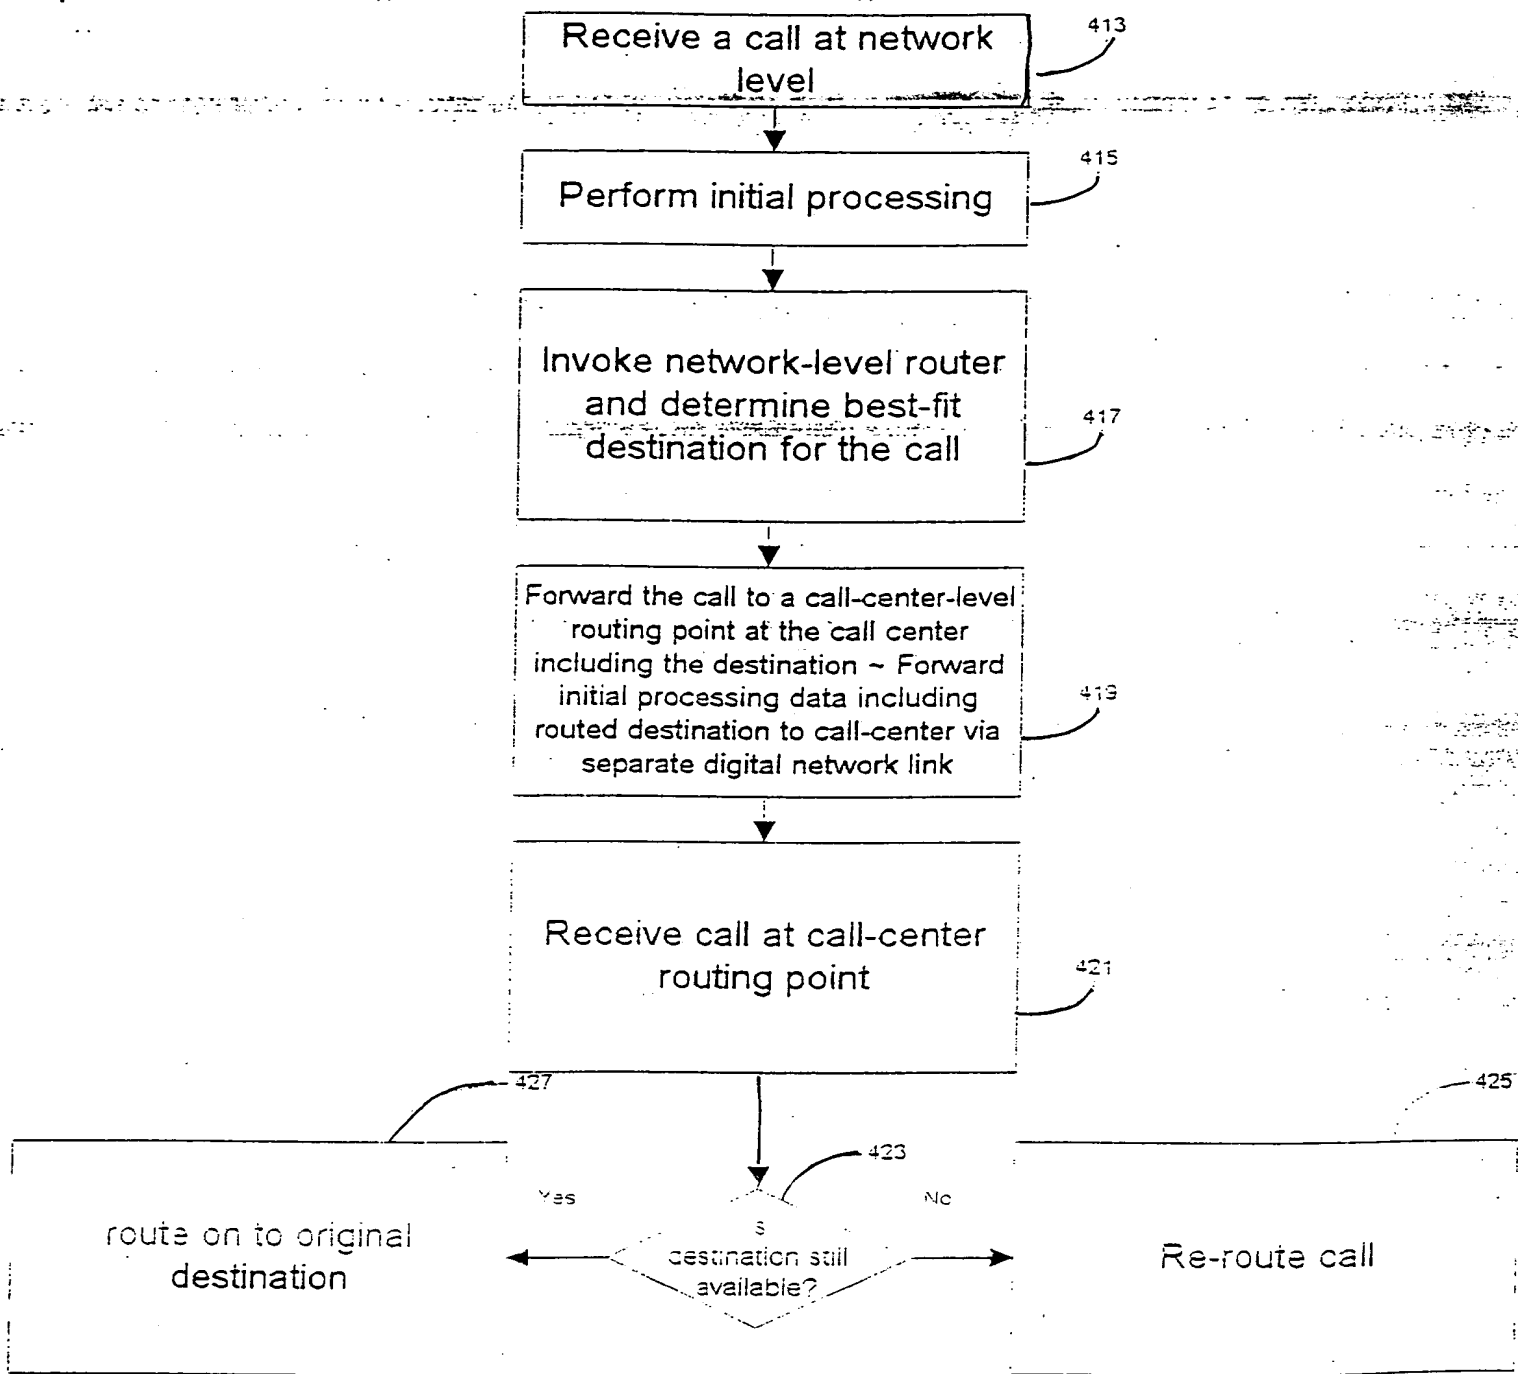 Receive a call at network
level
413
Perform initial processing
415
Invoke network-level router
and determine best-fit
destination for the call
417
Forward the call to a call-center-level
routing point at the call center
including the destination ~ Forward
initial processing data including
routed destination to call-center via
separate digital network link
419
Receive call at call-center
routing point
421
427
425
423
Yes
No
route on to original
destination
s
destination still
available?
Re-route call